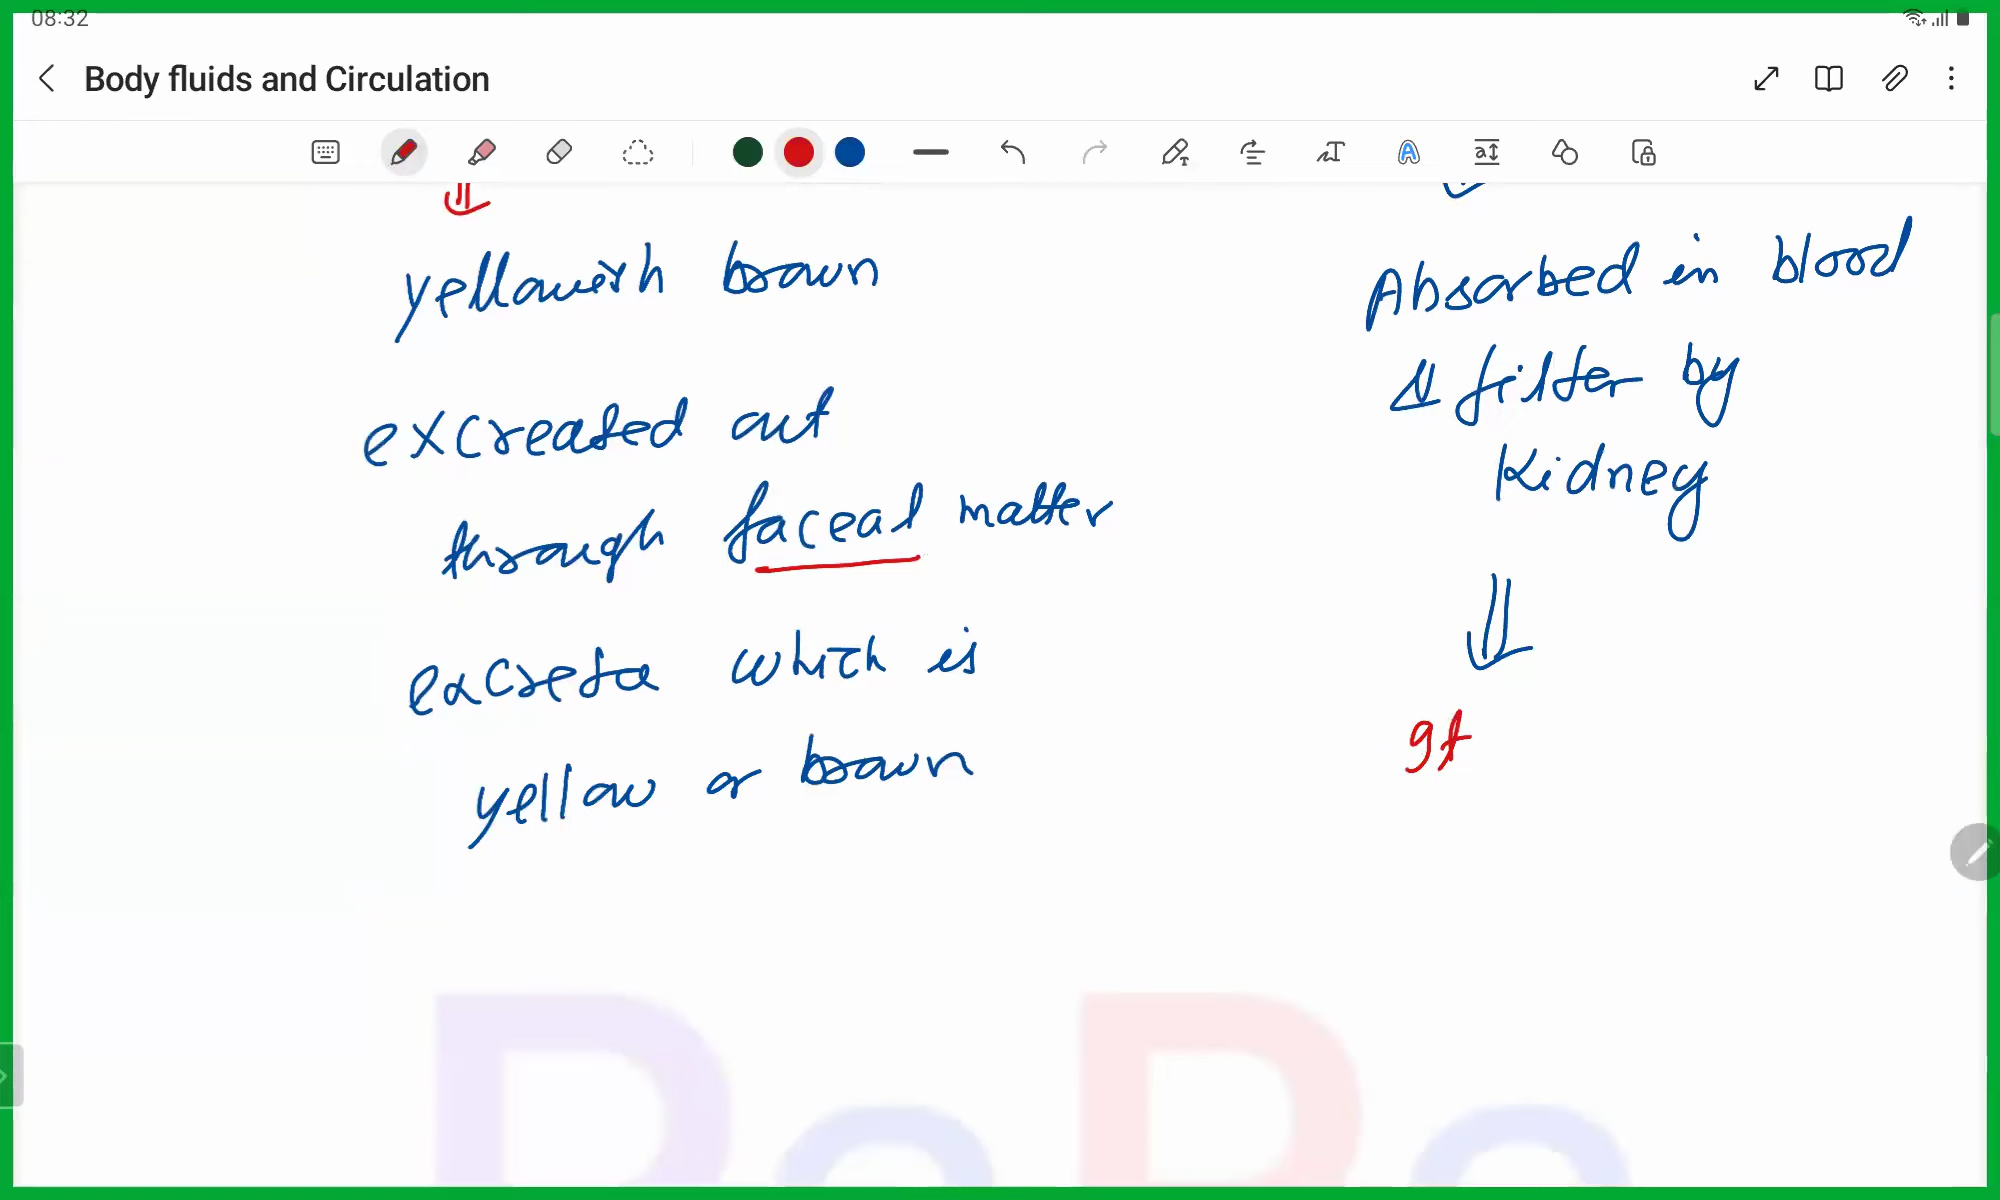 08:32
Body fluids and Circulation
yellowish brown
excreated out
through faceal matter
excreta which is
yellow or brown
Absorbed in blood
filter by
Kidney
It